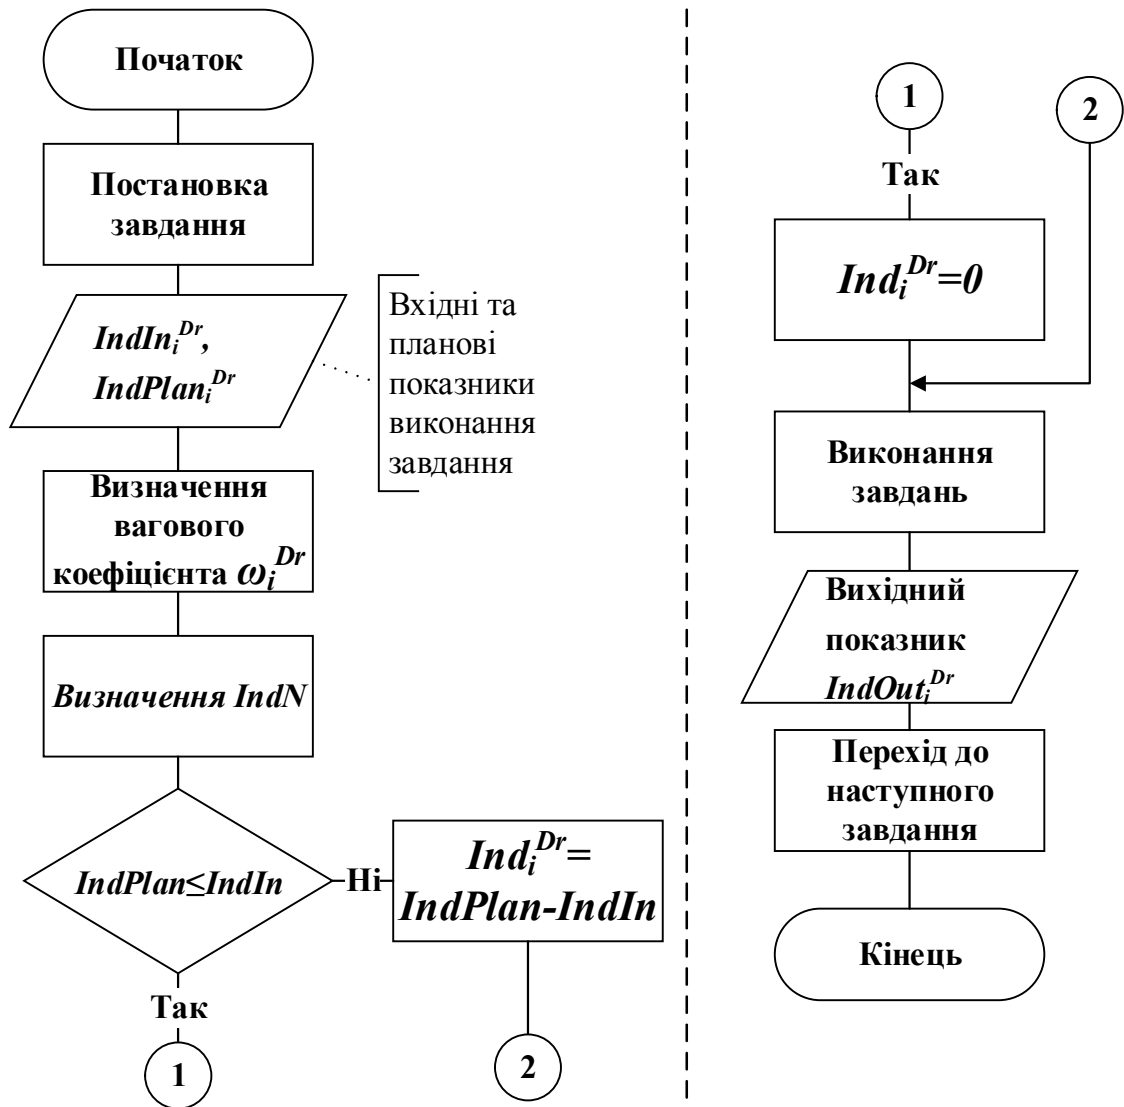 Початок
Постановка
завдання
IndIn_i^Dr,
IndPlan_i^Dr
Вхідні та
планові
показники
виконання
завдання
Визначення
вагового
коефіцієнта ω_i^Dr
Визначення IndN
IndPlan≤IndIn
Ні
Ind_i^Dr=
IndPlan-IndIn
Так
1
2
1
2
Так
Ind_i^Dr=0
Виконання
завдань
Вихідний
показник
IndOut_i^Dr
Перехід до
наступного
завдання
Кінець